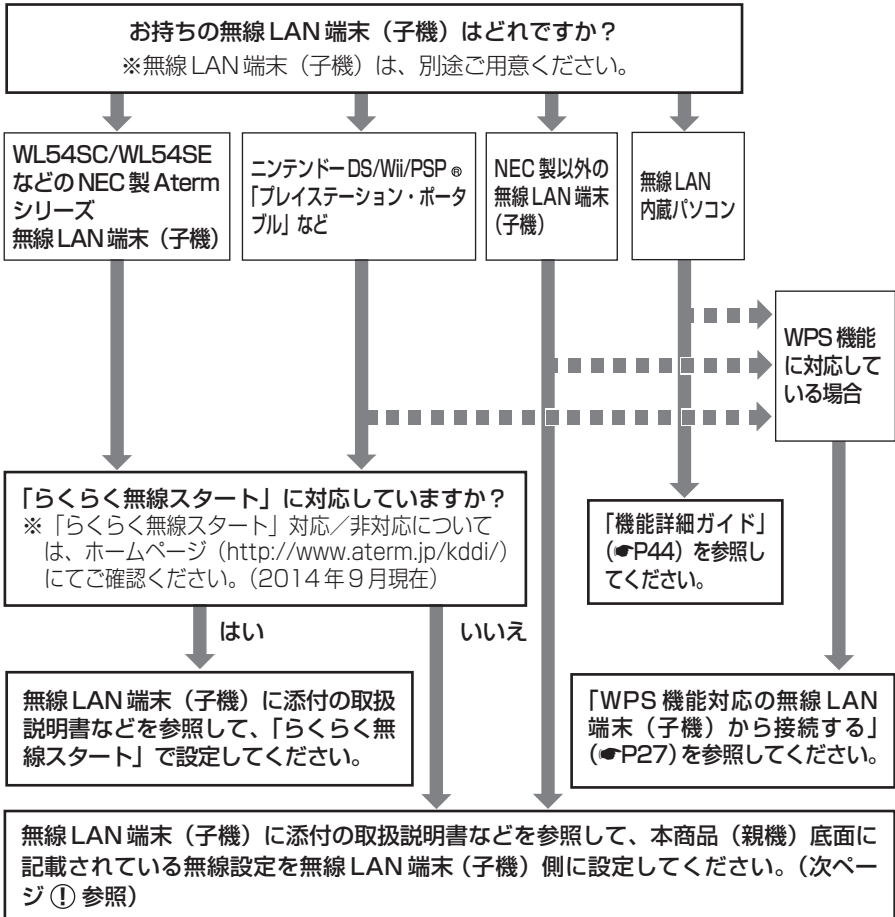 お持ちの無線LAN端末（子機）はどれですか？
※無線LAN端末（子機）は、別途ご用意ください。
WL54SC/WL54SE
などのNEC製Aterm
シリーズ
無線LAN端末（子機）
ニンテンドーDS/Wii/PSP®
「プレイステーション・ポータ
ブル」など
NEC製以外の
無線LAN端末
（子機）
無線LAN
内蔵パソコン
WPS機能
に対応して
いる場合
「らくらく無線スタート」に対応していますか？
※「らくらく無線スタート」対応／非対応について
は、ホームページ（http://www.aterm.jp/kddi/）
にてご確認ください。（2014年9月現在）
「機能詳細ガイド」
（☛P44）を参照し
てください。
はい
いいえ
無線LAN端末（子機）に添付の取扱
説明書などを参照して、「らくらく無
線スタート」で設定してください。
「WPS機能対応の無線LAN
端末（子機）から接続する」
（☛P27）を参照してください。
無線LAN端末（子機）に添付の取扱説明書などを参照して、本商品（親機）底面に
記載されている無線設定を無線LAN端末（子機）側に設定してください。（次ペー
ジ ! 参照）